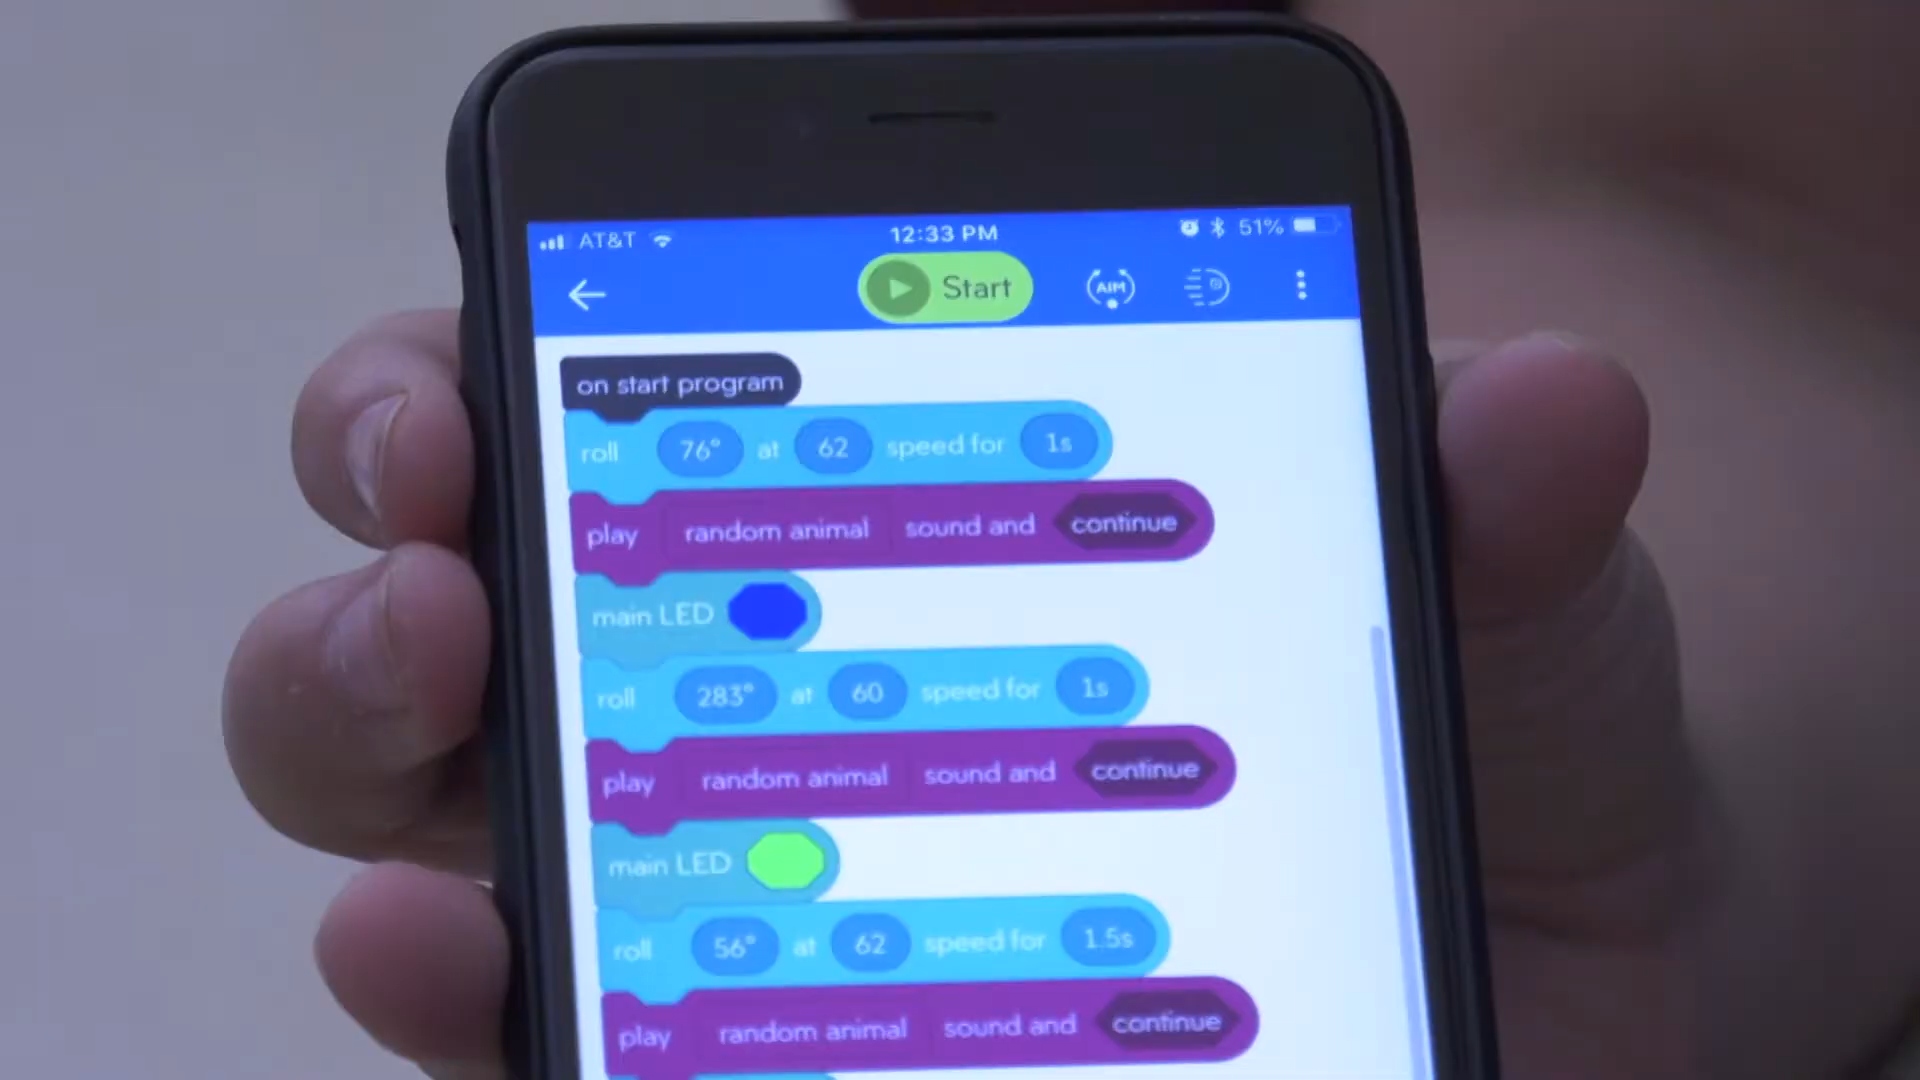 AT&T 12:33 PM 51%
Start AIM
on start program
roll 76° at 62 speed for 1s
play random animal sound and continue
main LED
roll 283° at 60 speed for 1s
play random animal sound and continue
main LED
roll 56° at 62 speed for 1.5s
play random animal sound and continue